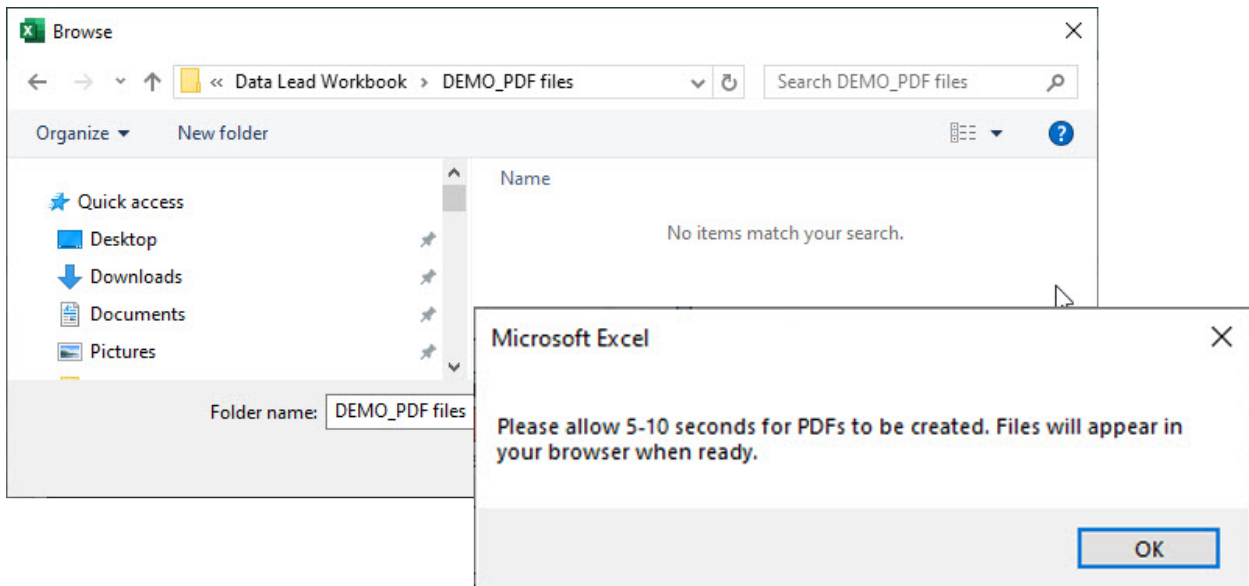 Browse
« Data Lead Workbook > DEMO_PDF files
Search DEMO_PDF files
Organize
New folder
?
Quick access
Desktop
Downloads
Documents
Pictures
Name
No items match your search.
Folder name: DEMO_PDF files
Microsoft Excel
Please allow 5-10 seconds for PDFs to be created. Files will appear in
your browser when ready.
OK